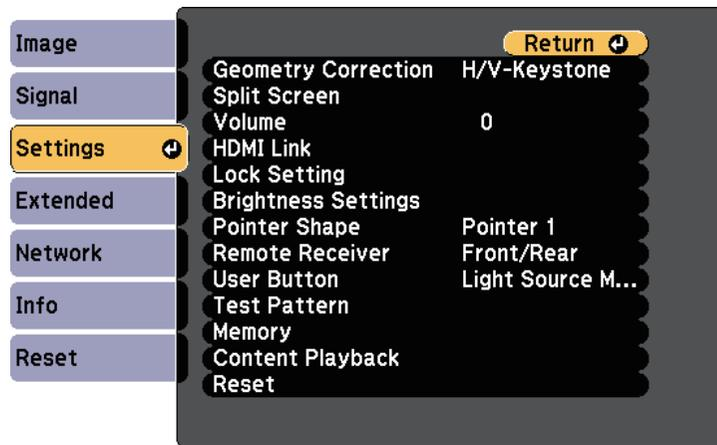 Image
Signal
Settings
Extended
Network
Info
Reset
Return
Geometry Correction H/V-Keystone
Split Screen
Volume 0
HDMI Link
Lock Setting
Brightness Settings
Pointer Shape Pointer 1
Remote Receiver Front/Rear
User Button Light Source M...
Test Pattern
Memory
Content Playback
Reset